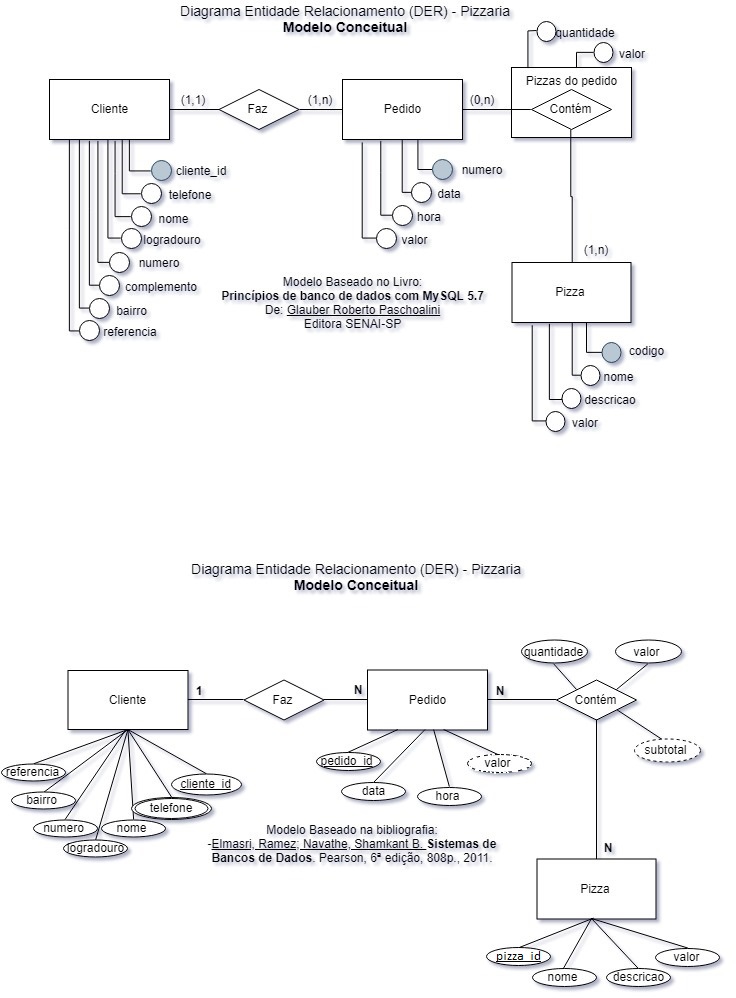 Diagrama Entidade Relacionamento (DER) - Pizzaria
Modelo Conceitual
quantidade
valor
Pizzas do pedido
Cliente
(1,1)
Faz
(1,n)
Pedido
(0,n)
Contém
cliente_id
telefone
nome
logradouro
numero
complemento
bairro
referencia
numero
data
hora
valor
(1,n)
Pizza
codigo
nome
descricao
valor
Modelo Baseado no Livro:
Princípios de banco de dados com MySQL 5.7
De: Glauber Roberto Paschoalini
Editora SENAI-SP
Diagrama Entidade Relacionamento (DER) - Pizzaria
Modelo Conceitual
quantidade
valor
Cliente
1
Faz
N
Pedido
N
Contém
subtotal
referencia
bairro
numero
logradouro
nome
telefone
cliente_id
pedido_id
data
hora
valor
Modelo Baseado na bibliografia:
-Elmasri, Ramez; Navathe, Shamkant B. Sistemas de
Bancos de Dados. Pearson, 6ª edição, 808p., 2011.
N
Pizza
pizza_id
nome
descricao
valor